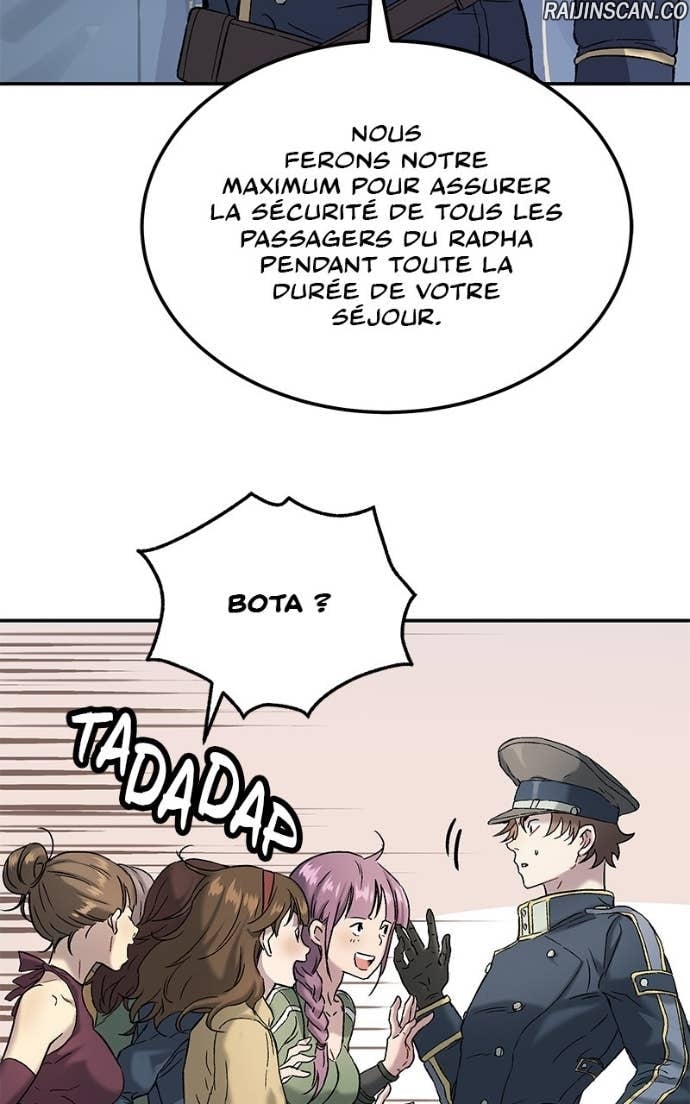 RAIJINSCAN.CO
NOUS
FERONS NOTRE
MAXIMUM POUR ASSURER
LA SÉCURITÉ DE TOUS LES
PASSAGERS DU RADHA
PENDANT TOUTE LA
DURÉE DE VOTRE
SÉJOUR.
BOTA ?
TADADADAP